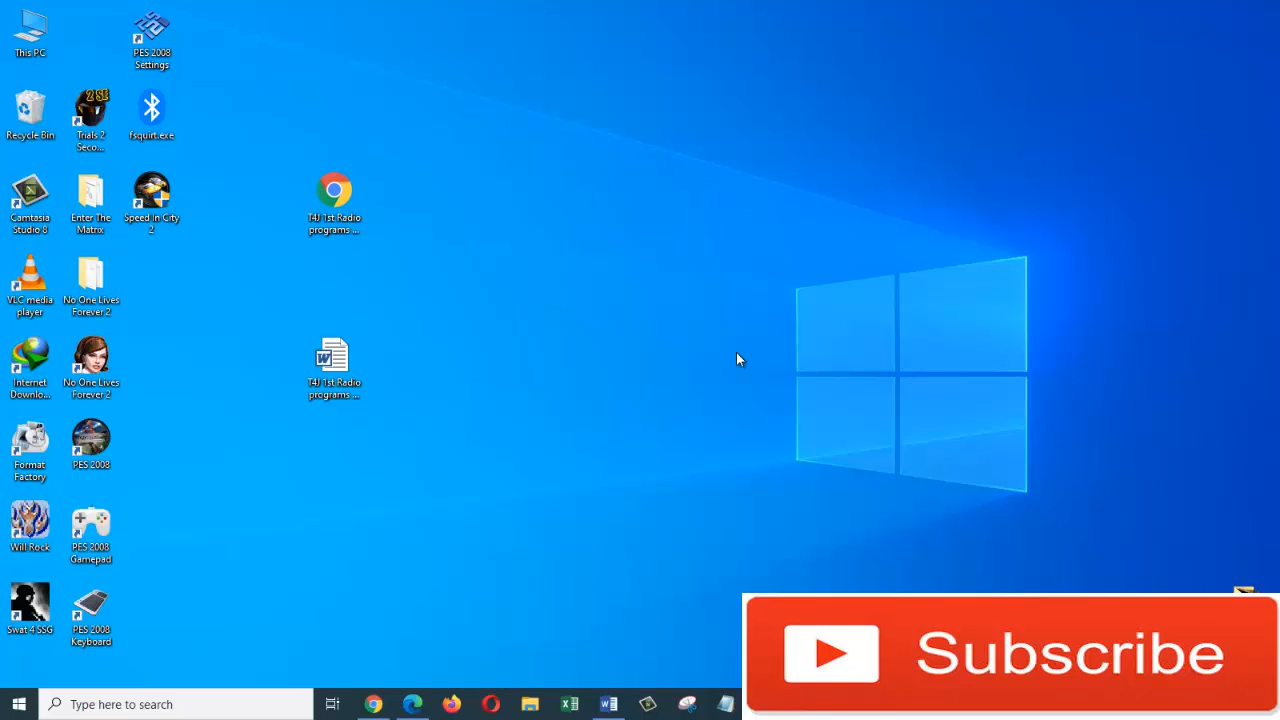 This PC
PES 2008
Settings
Recycle Bin
2 SE
Trials 2
Seco...
fsquirt.exe
Camtasia
Studio 8
Enter The
Matrix
Speed In City
2
T4J 1st Radio
programs ...
VLC media
player
No One Lives
Forever 2
Internet
Downlo...
No One Lives
Forever 2
T4J 1st Radio
programs ...
Format
Factory
PES 2008
Will Rock
PES 2008
Gamepad
Swat 4 SSG
PES 2008
Keyboard
Subscribe
Type here to search